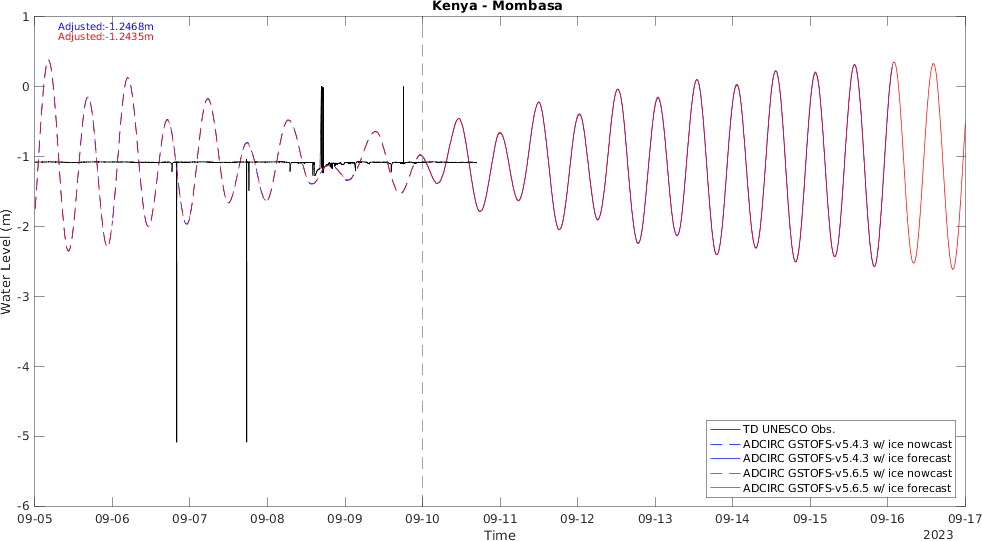 Kenya - Mombasa
Adjusted:-1.2468m
Adjusted:-1.2435m
1
0
-1
-2
-3
-4
-5
-6
Water Level (m)
TD UNESCO Obs.
ADCIRC GSTOFS-v5.4.3 w/ ice nowcast
ADCIRC GSTOFS-v5.4.3 w/ ice forecast
ADCIRC GSTOFS-v5.6.5 w/ ice nowcast
ADCIRC GSTOFS-v5.6.5 w/ ice forecast
09-05 09-06 09-07 09-08 09-09 09-10 09-11 09-12 09-13 09-14 09-15 09-16 09-17
Time
2023